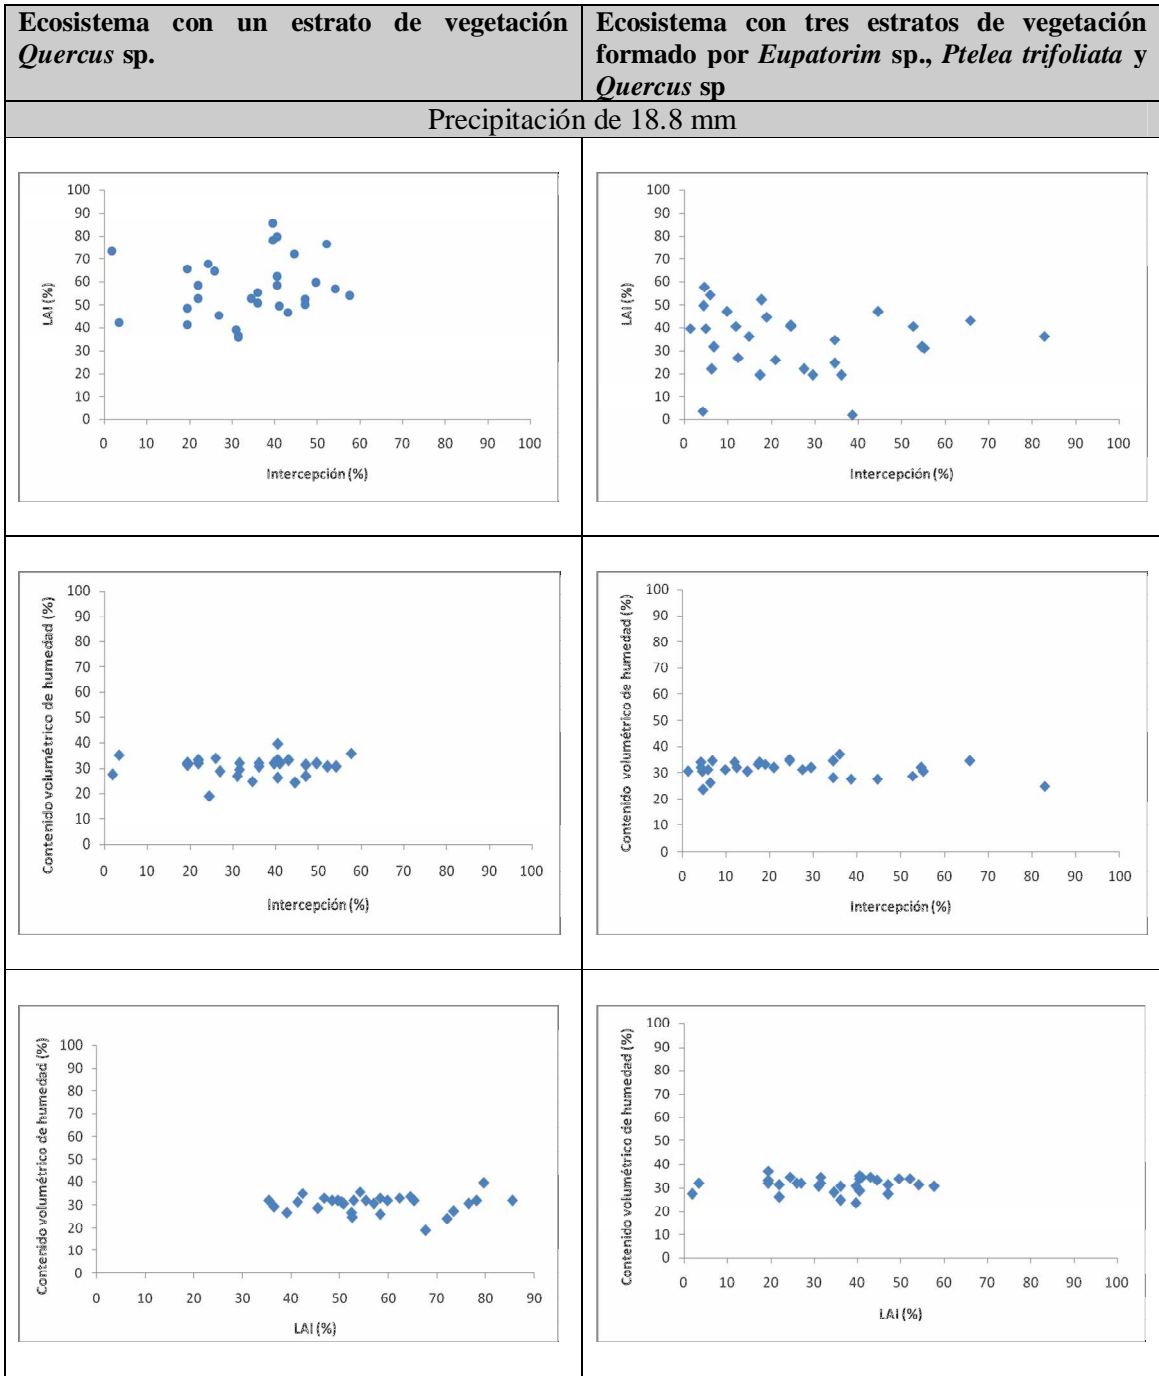 Ecosistema con un estrato de vegetación
Quercus sp.
Ecosistema con tres estratos de vegetación
formado por Eupatorim sp., Ptelea trifoliata y
Quercus sp
Precipitación de 18.8 mm
LAI (%)
100
90
80
70
60
50
40
30
20
10
0
0 10 20 30 40 50 60 70 80 90 100
Intercepción (%)
LAI (%)
100
90
80
70
60
50
40
30
20
10
0
0 10 20 30 40 50 60 70 80 90 100
Intercepción (%)
Contenido volumétrico de humedad (%)
100
90
80
70
60
50
40
30
20
10
0
0 10 20 30 40 50 60 70 80 90 100
Intercepción (%)
Contenido volumétrico de humedad (%)
100
90
80
70
60
50
40
30
20
10
0
0 10 20 30 40 50 60 70 80 90 100
Intercepción (%)
Contenido volumétrico de humedad (%)
100
90
80
70
60
50
40
30
20
10
0
0 10 20 30 40 50 60 70 80 90
LAI (%)
Contenido volumétrico de humedad (%)
100
90
80
70
60
50
40
30
20
10
0
0 10 20 30 40 50 60 70 80 90 100
LAI (%)